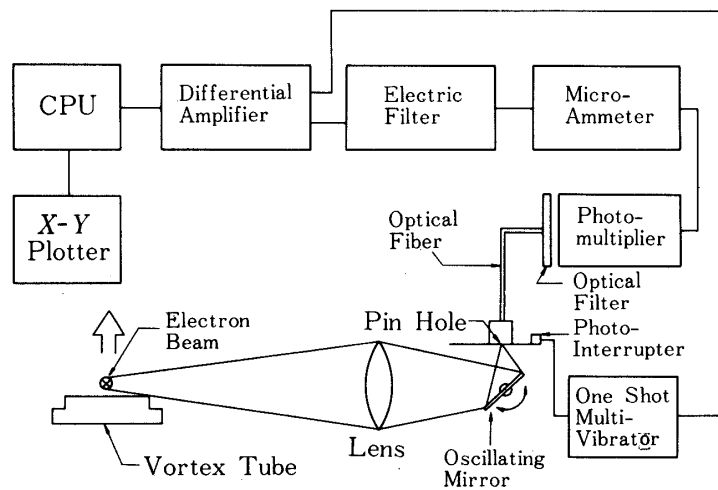 CPU
Differential
Amplifier
Electric
Filter
Micro-
Ammeter
X-Y
Plotter
Optical
Fiber
Photo-
multiplier
Optical
Filter
Electron
Beam
Pin Hole
Photo-
Interrupter
Lens
Oscillating
Mirror
One Shot
Multi-
Vibrator
Vortex Tube